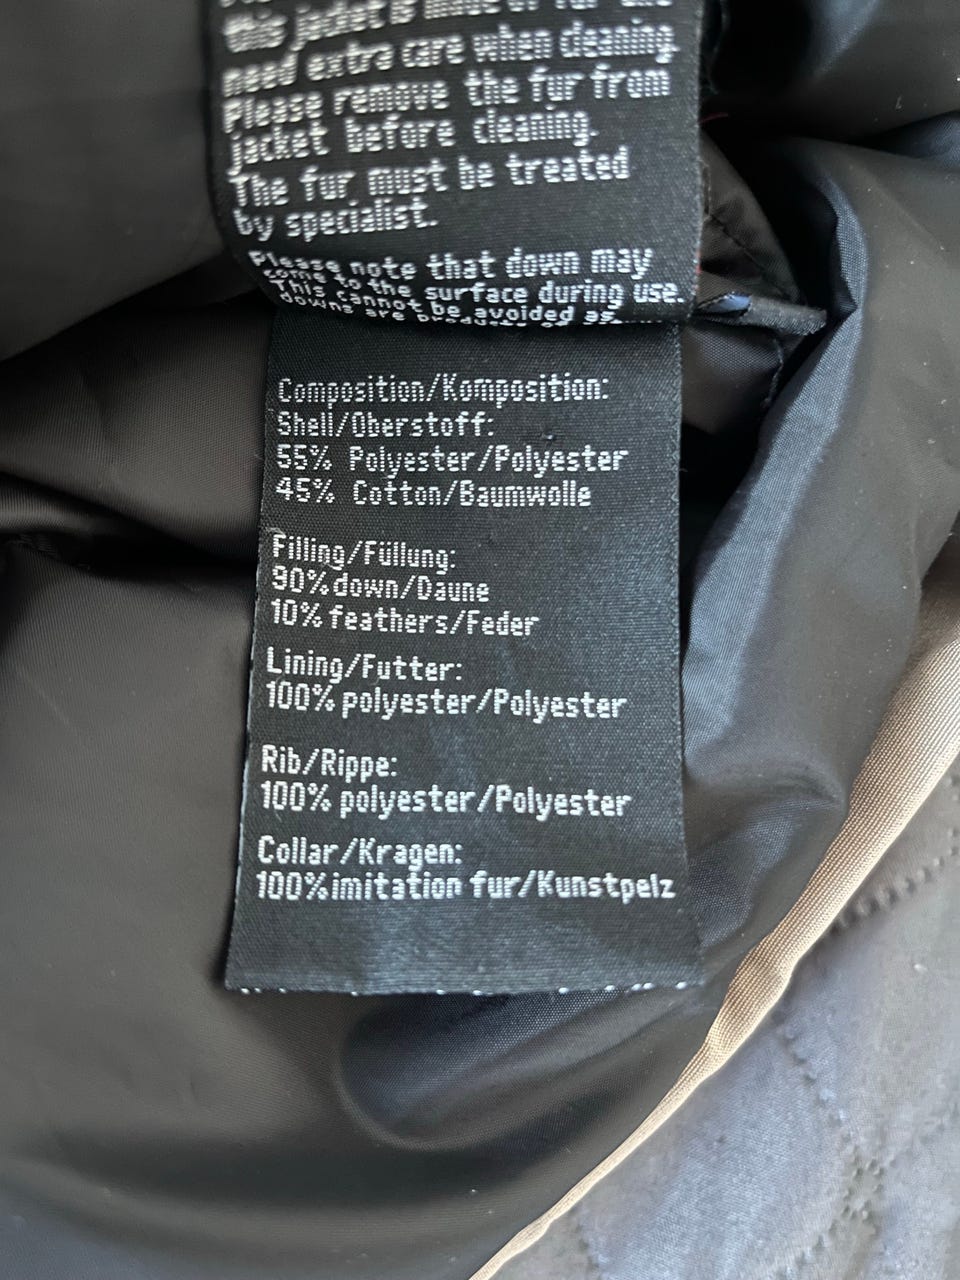 this jacket is made of fur
need extra care when cleaning.
Please remove the fur from
jacket before cleaning.
The fur must be treated
by specialist.
Please note that down may
come to the surface during use.
This cannot be avoided as
downs are products of
Composition/Komposition:
Shell/Oberstoff:
55% Polyester/Polyester
45% Cotton/Baumwolle
Filling/Füllung:
90%down/Daune
10% feathers/Feder
Lining/Futter:
100% polyester/Polyester
Rib/Rippe:
100% polyester/Polyester
Collar/Kragen:
100%imitation fur/Kunstpelz